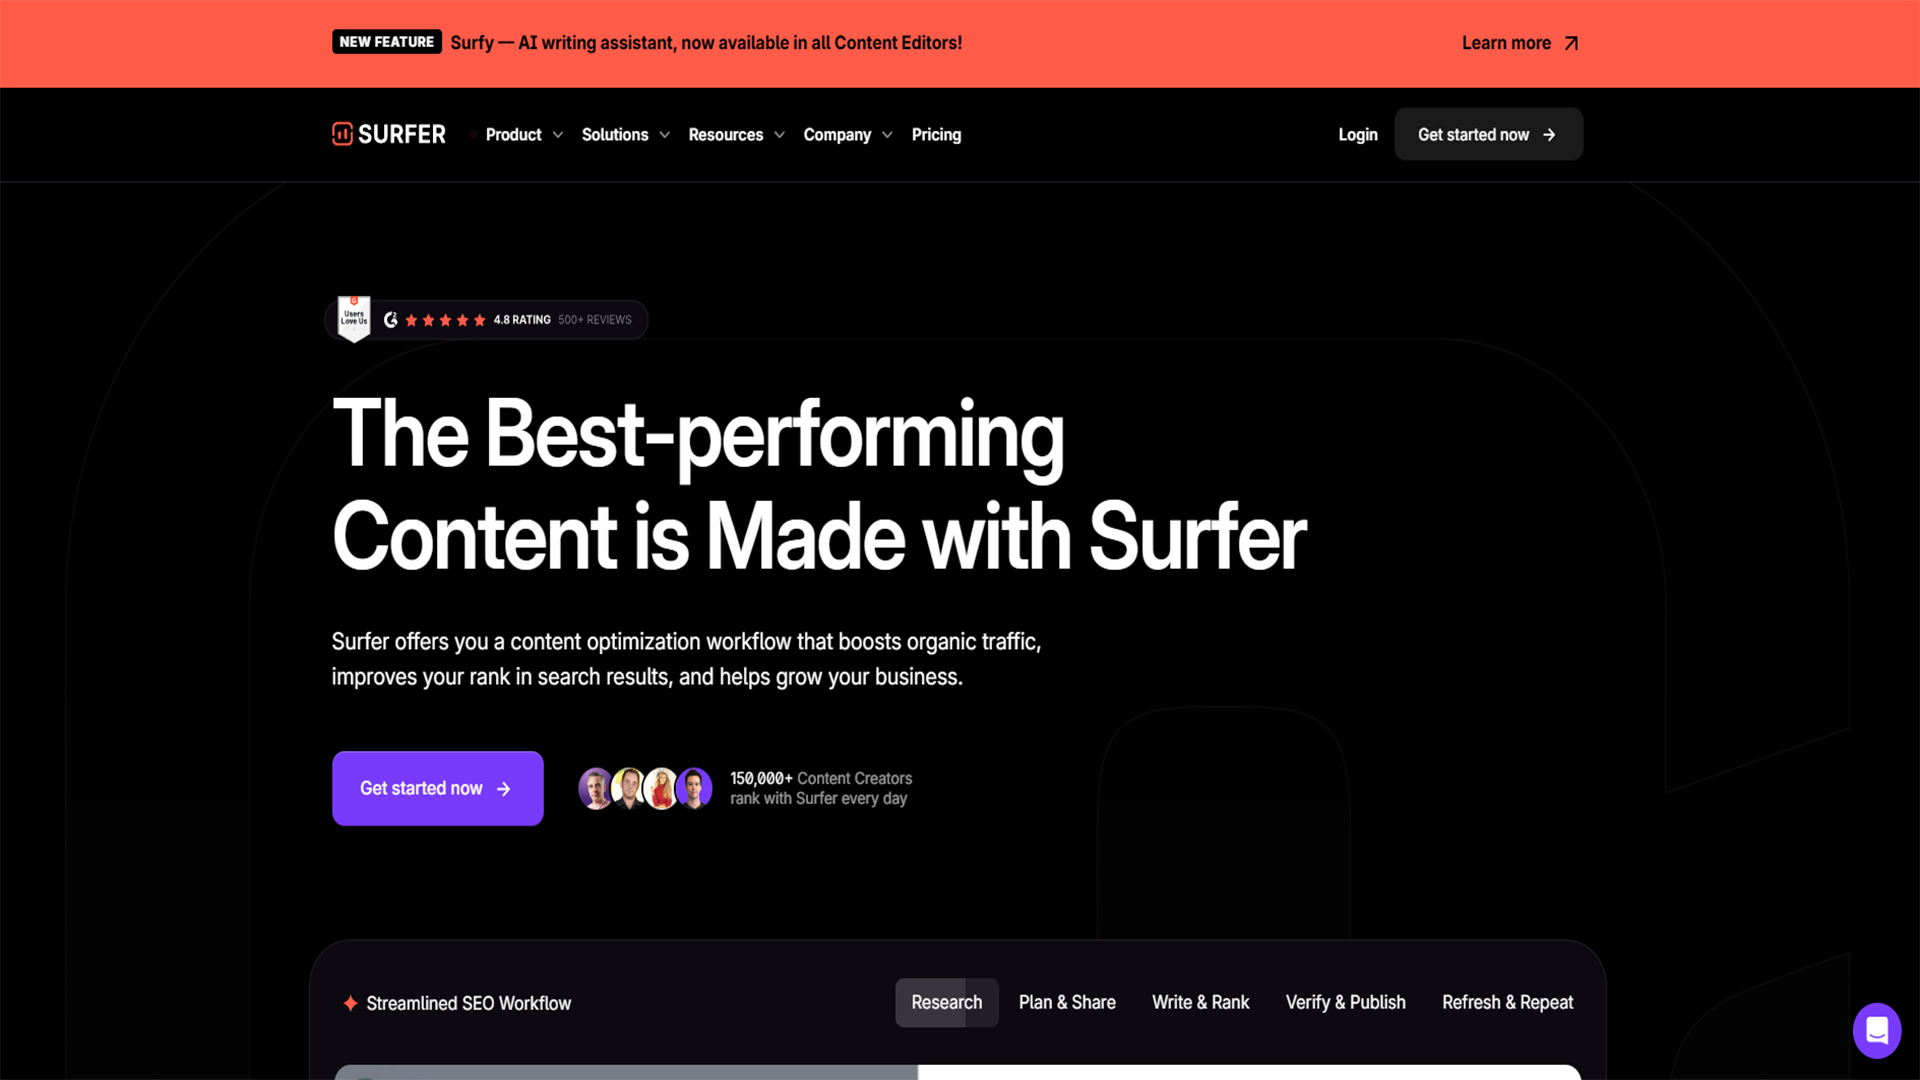 NEW FEATURE Surfy — AI writing assistant, now available in all Content Editors! Learn more
SURFER Product Solutions Resources Company Pricing Login Get started now
Users
Love Us
4.8 RATING 500+ REVIEWS
The Best-performing
Content is Made with Surfer
Surfer offers you a content optimization workflow that boosts organic traffic,
improves your rank in search results, and helps grow your business.
Get started now
150,000+ Content Creators
rank with Surfer every day
Streamlined SEO Workflow Research Plan & Share Write & Rank Verify & Publish Refresh & Repeat